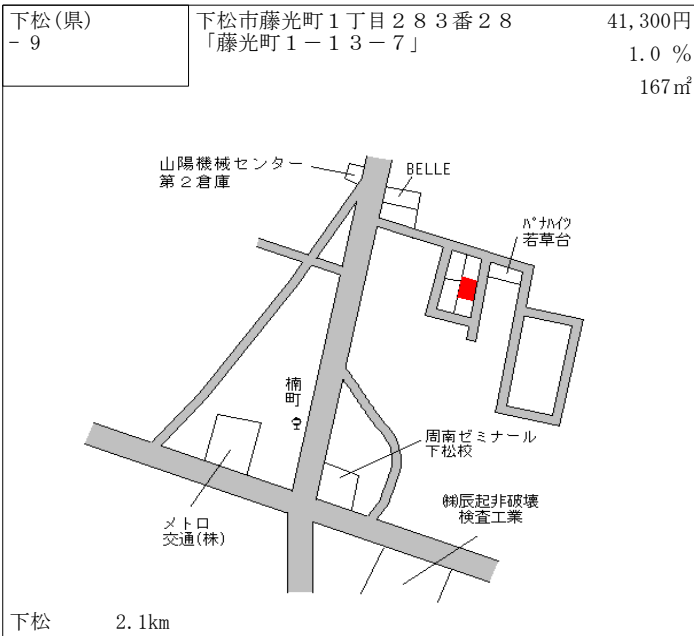 下松(県)
－９
下松市藤光町１丁目２８３番２８
「藤光町１－１３－７」
41,300円
1.0 %
167㎡
山陽機械センター
第２倉庫
BELLE
ﾊﾟﾅﾊｲﾂ
若草台
楠
町
周南ゼミナール
下松校
㈱辰起非破壊
検査工業
メトロ
交通(株)
下松 2.1km